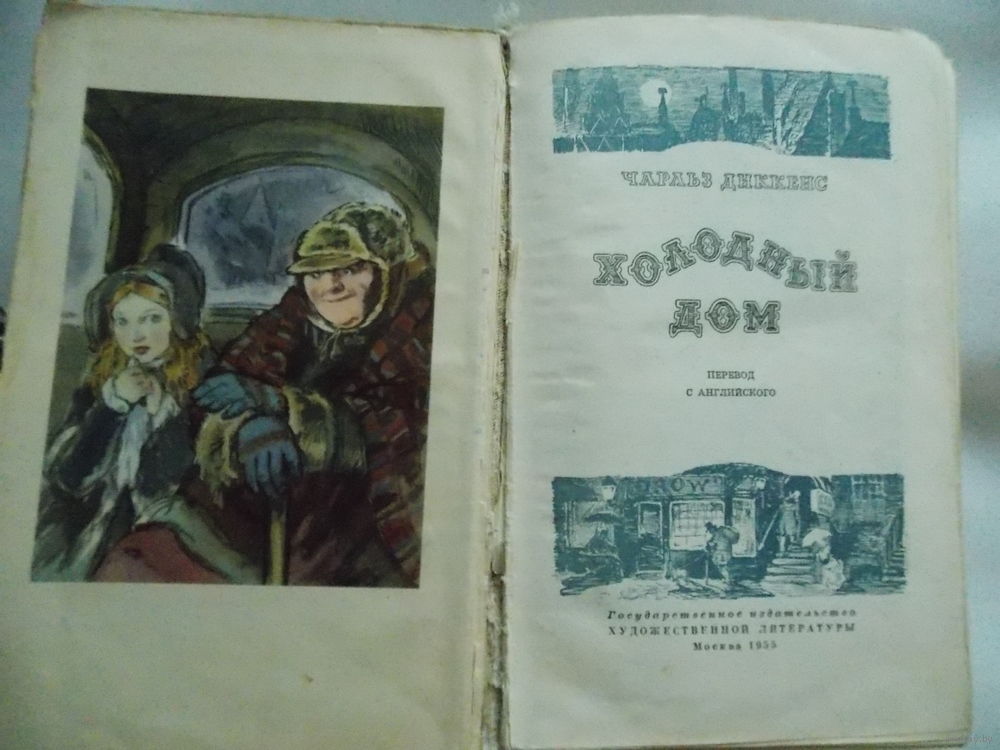 ЧАРЛЬЗ ДИККЕНС
ХОЛОДНЫЙ
ДОМ
ПЕРЕВОД
С АНГЛИЙСКОГО
Государственное издательство
ХУДОЖЕСТВЕННОЙ ЛИТЕРАТУРЫ
Москва 1955